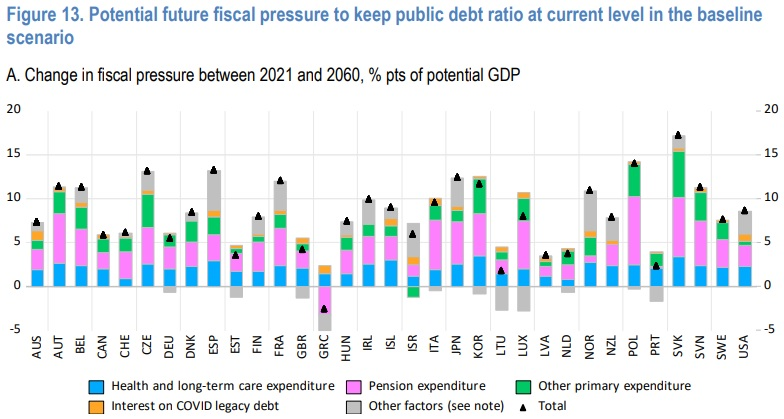 Figure 13. Potential future fiscal pressure to keep public debt ratio at current level in the baseline
scenario
A. Change in fiscal pressure between 2021 and 2060, % pts of potential GDP
20 20
15 15
10 10
5 5
0 0
-5 -5
AUS AUT BEL CAN CHE CZE DEU DNK ESP EST FIN FRA GBR GRC HUN IRL ISL ISR ITA JPN KOR LTU LUX LVA NLD NOR NZL POL PRT SVK SVN SWE USA
Health and long-term care expenditure Pension expenditure Other primary expenditure
Interest on COVID legacy debt Other factors (see note) Total